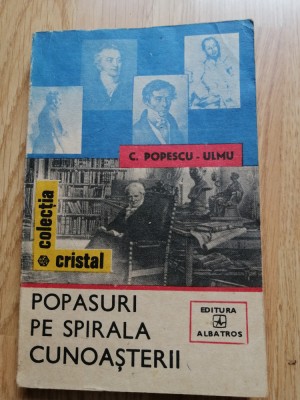 C. POPESCU-ULMU
colecția
cristal
POPASURI
PE SPIRALA
CUNOAȘTERII
EDITURA
ALBATROS